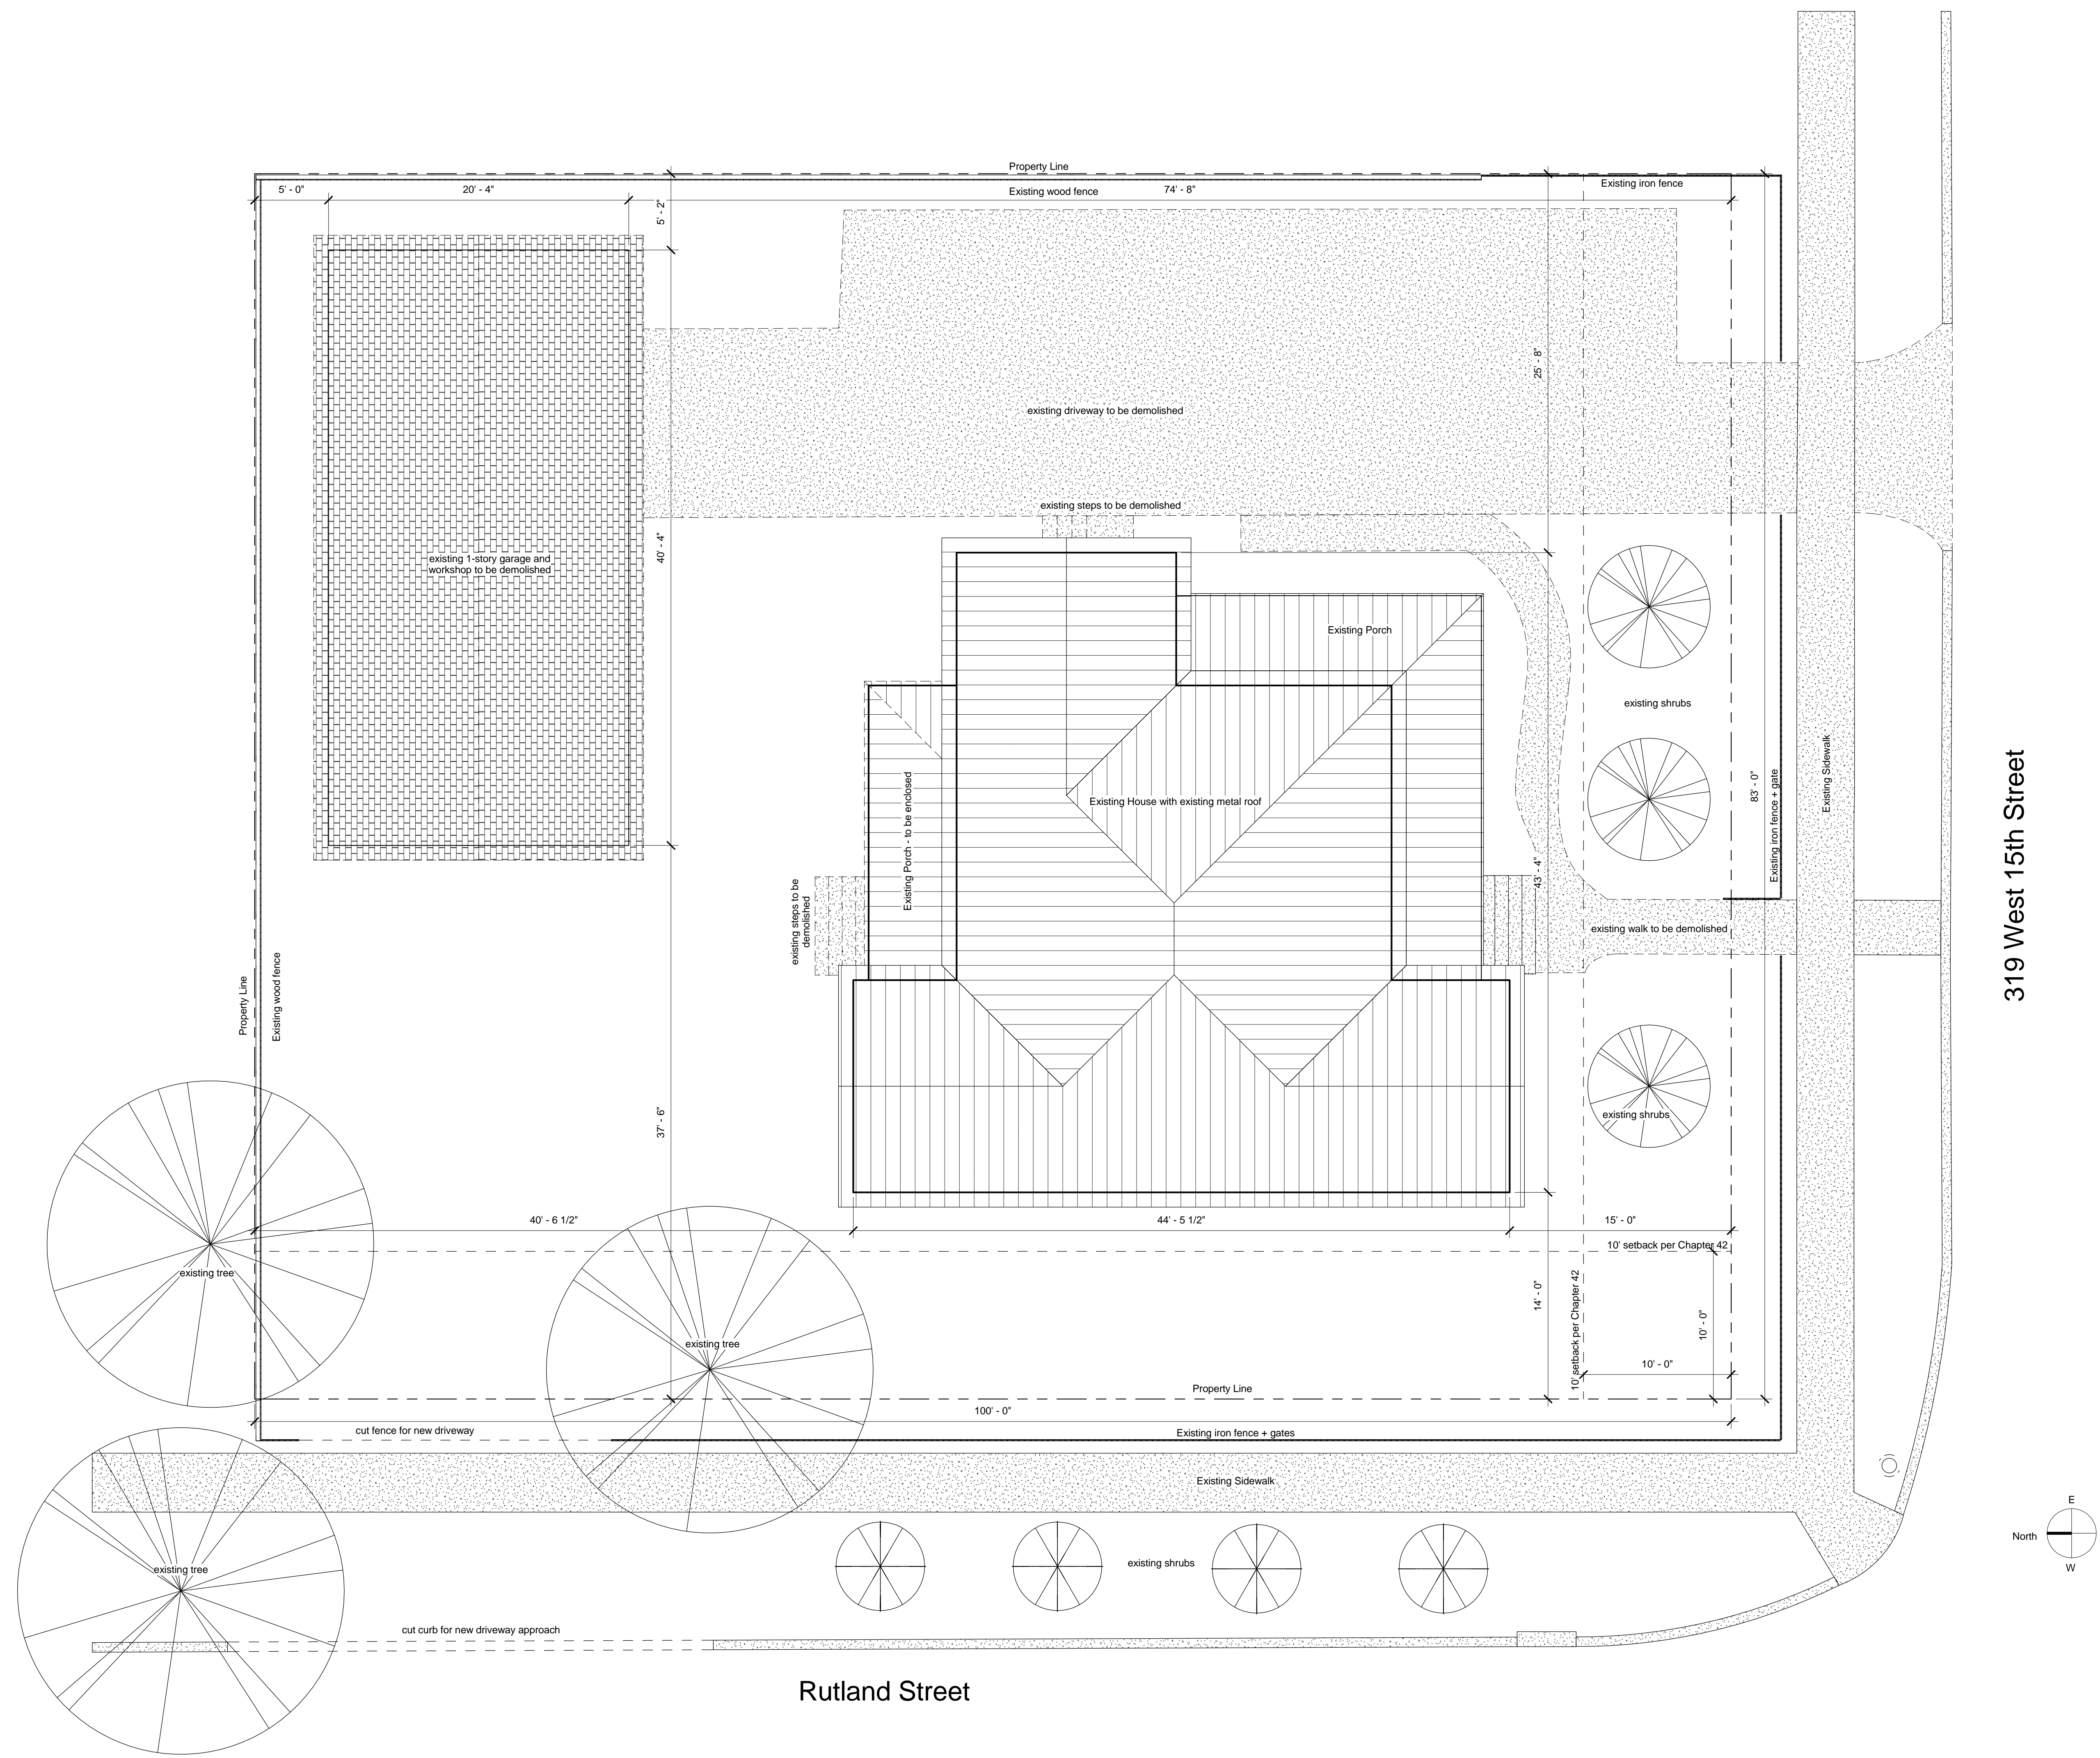 Property Line
5' - 0"
20' - 4"
Existing wood fence
74' - 8"
Existing iron fence
5' - 2"
25' - 8"
existing driveway to be demolished
existing steps to be demolished
40' - 4"
existing 1-story garage and
workshop to be demolished
Existing Porch
existing shrubs
Existing House with existing metal roof
Existing Porch - to be enclosed
83' - 0"
Existing iron fence + gate
Existing Sidewalk
319 West 15th Street
43' - 4"
existing steps to be
demolished
existing walk to be demolished
Property Line
Existing wood fence
37' - 6"
existing shrubs
40' - 6 1/2"
44' - 5 1/2"
15' - 0"
10' setback per Chapter 42
existing tree
14' - 0"
10' setback per Chapter 42
10' - 0"
existing tree
10' - 0"
Property Line
100' - 0"
cut fence for new driveway
Existing iron fence + gates
Existing Sidewalk
E
North
W
existing shrubs
existing tree
cut curb for new driveway approach
Rutland Street